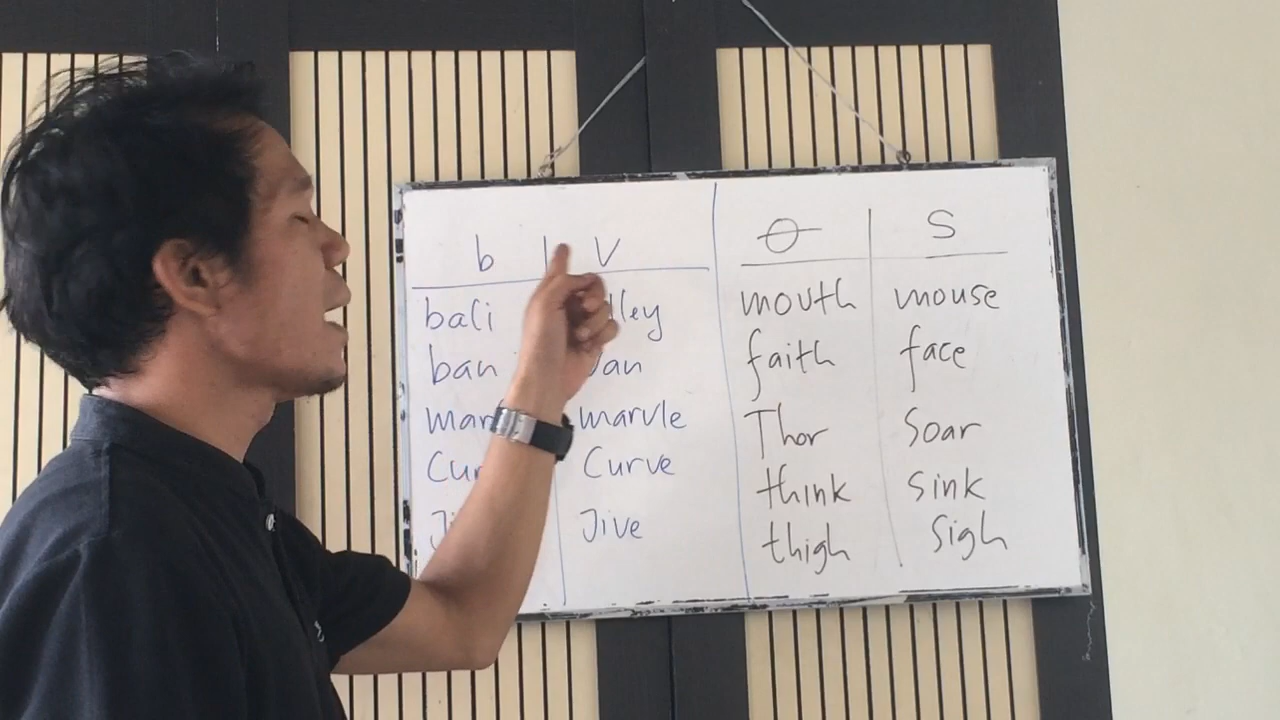 b V θ S
bali mouth mouse
ban faith face
marvle Thor Soar
Curve think sink
Jive thigh Sigh